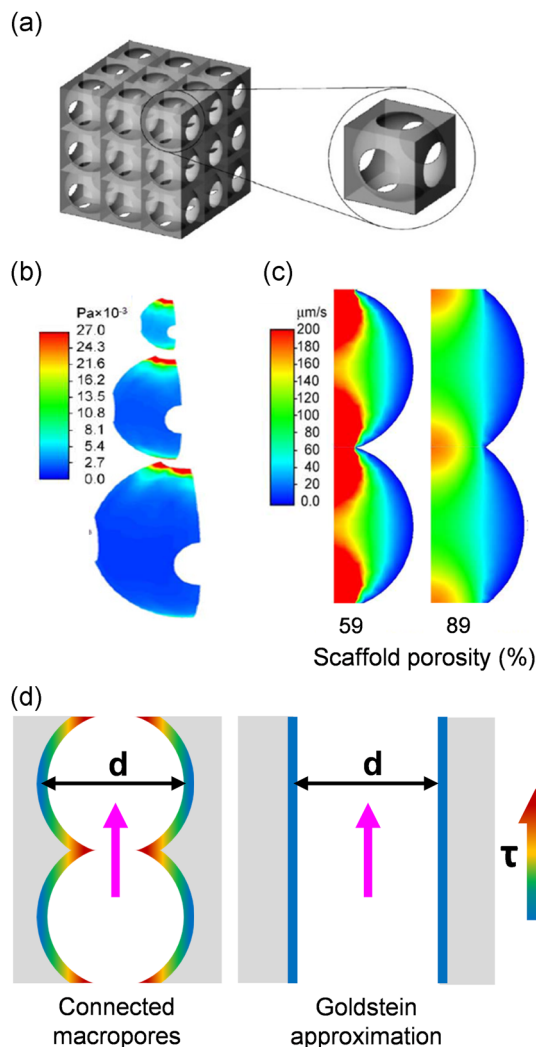 (a)
(b)
Pa×10⁻³
27.0
24.3
21.6
16.2
13.5
10.8
8.1
5.4
2.7
0.0
(c)
μm/s
200
180
160
140
120
100
80
60
40
20
0.0
59
89
Scaffold porosity (%)
(d)
d
d
τ
Connected
macropores
Goldstein
approximation